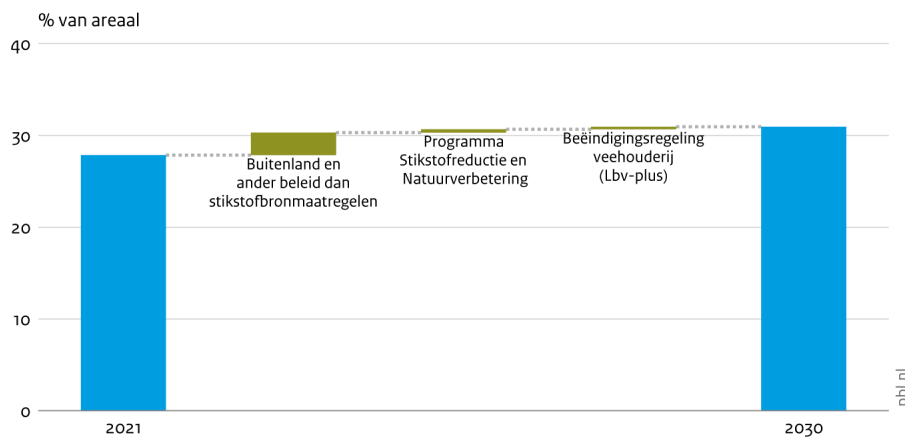 % van areaal
40
30
20
10
0
Buitenland en
ander beleid dan
stikstofbronmaatregelen
Programma
Stikstofreductie en
Natuurverbetering
Beëindigingsregeling
veehouderij
(Lbv-plus)
2021
2030
pbl.nl